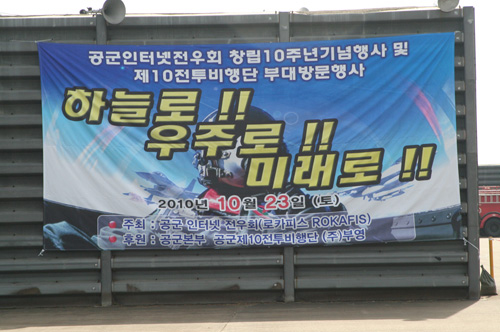 공군인터넷전우회 창립10주년기념행사 및
제10전투비행단 부대방문행사
하늘로 !!
우주로 !!
미래로 !!
2010년 10월 23일 (토)
주최 : 공군 인터넷 전우회(로카피스 ROKAFIS)
후원 : 공군본부 공군제10전투비행단 (주)부영